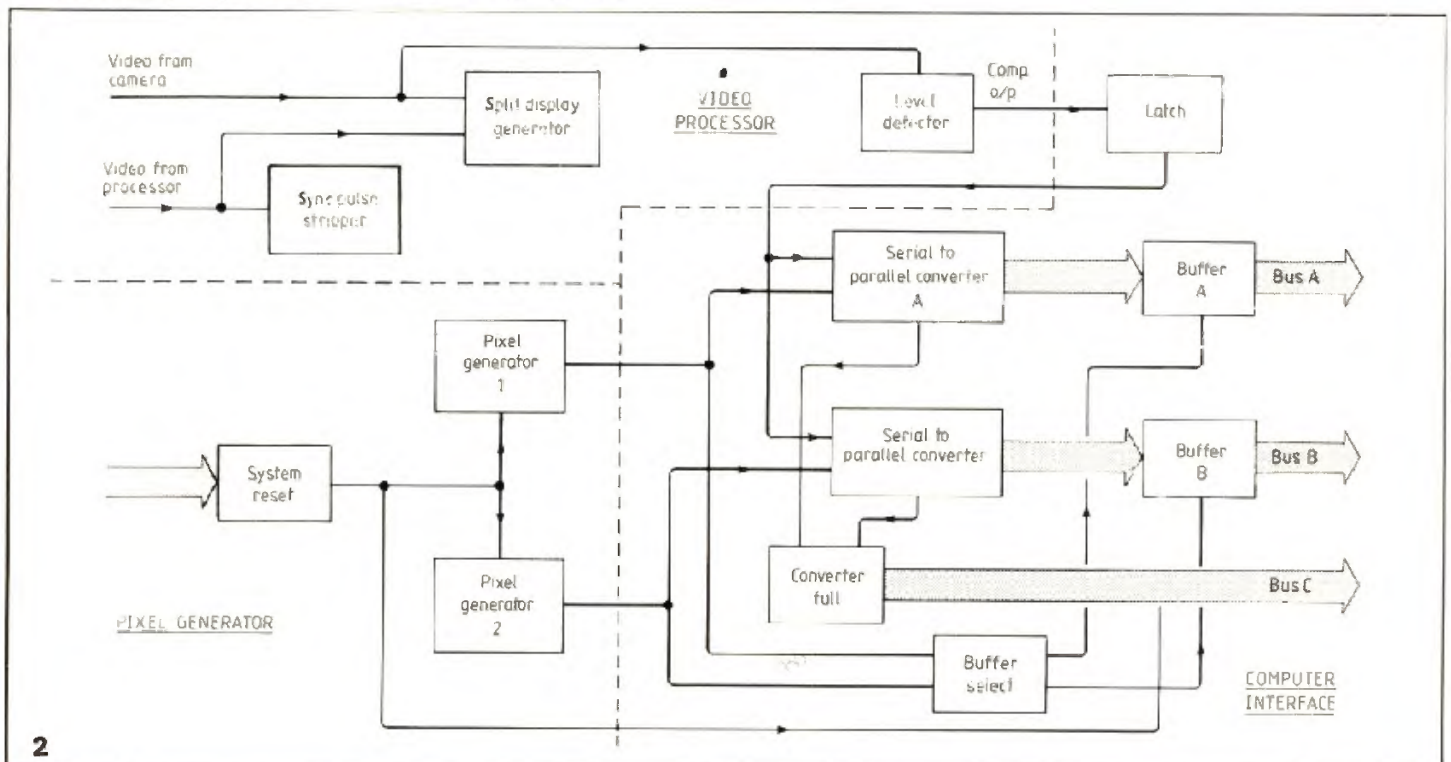 Video from
camera
Split display
generator
VIDEO
PROCESSOR
Level
detector
Comp.
o/p
Latch
Video from
processor
Sync pulse
stripper
Serial to
parallel converter
A
Buffer
A
Bus A
Pixel
generator
1
Serial to
parallel converter
Buffer
B
Bus B
System
reset
Pixel
generator
2
Converter
full
Bus C
PIXEL GENERATOR
Buffer
select
COMPUTER
INTERFACE
2